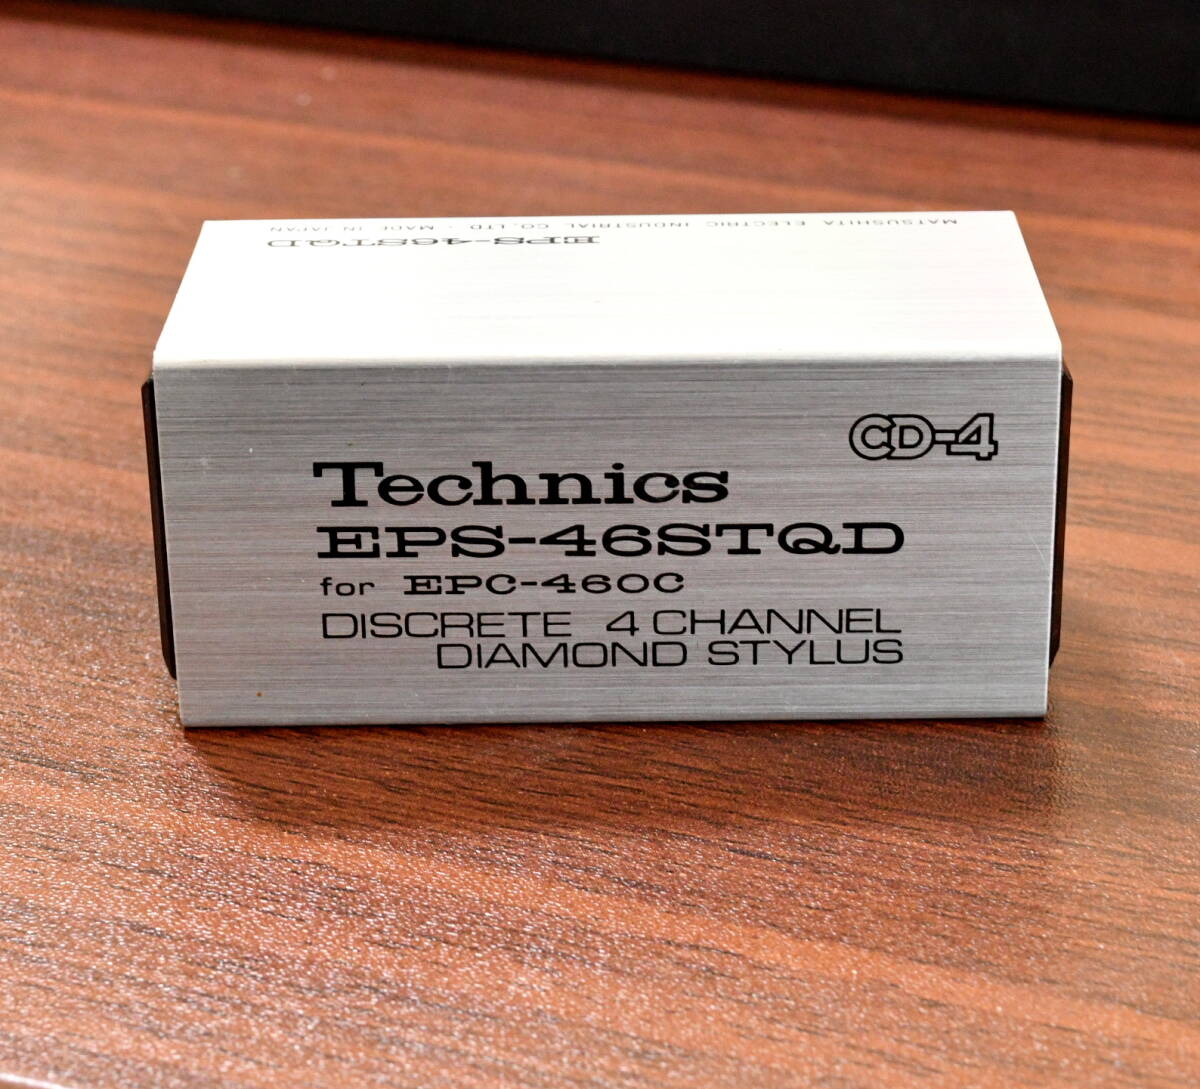 MATSUSHITA ELECTRIC INDUSTRIAL CO., LTD. · MADE IN JAPAN
EPS-46STQD
CD-4
Technics
EPS-46STQD
for EPC-460C
DISCRETE 4 CHANNEL
DIAMOND STYLUS